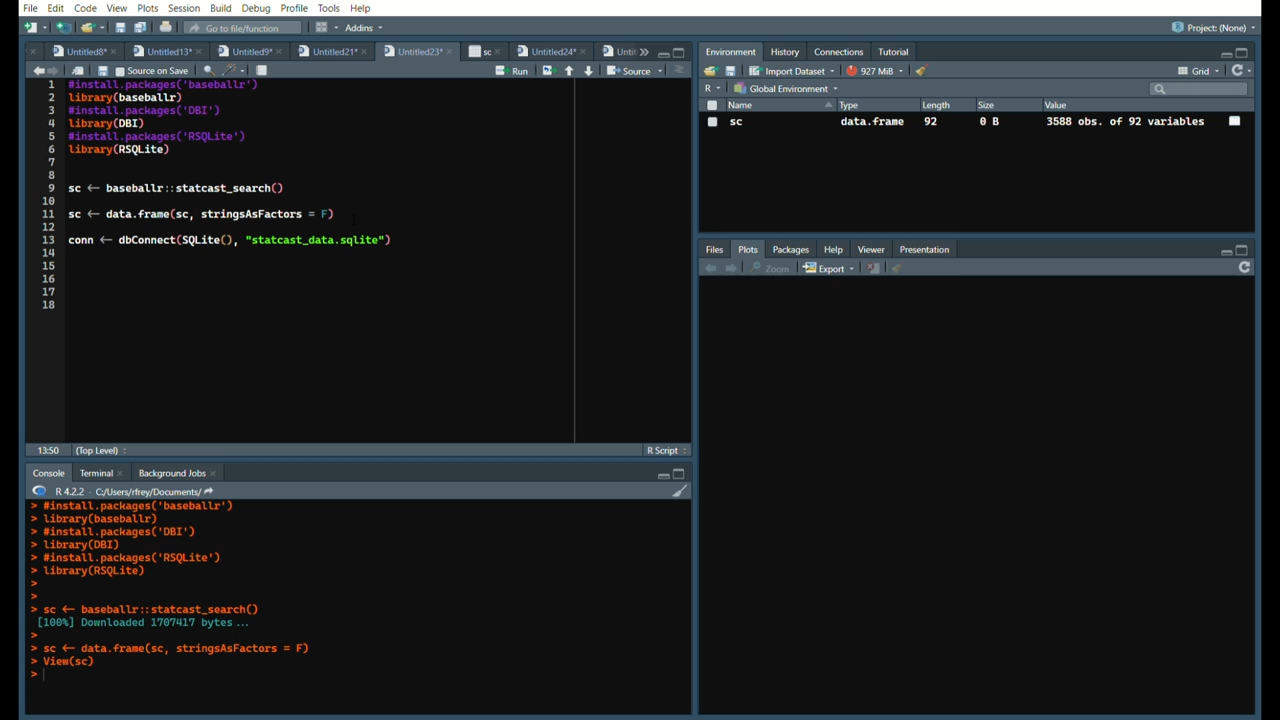 File Edit Code View Plots Session Build Debug Profile Tools Help
Go to file/function Addins Project: (None)
Untitled8* Untitled13* Untitled9* Untitled21* Untitled23* sc Untitled24* Unti
Source on Save Run Source
1 #install.packages('baseballr')
2 library(baseballr)
3 #install.packages('DBI')
4 library(DBI)
5 #install.packages('RSQLite')
6 library(RSQLite)
7
8
9 sc <- baseballr::statcast_search()
10
11 sc <- data.frame(sc, stringsAsFactors = F)
12
13 conn <- dbConnect(SQLite(), "statcast_data.sqlite")
14
15
16
17
18
13:50 (Top Level) R Script
Console Terminal Background Jobs
R 4.2.2 · C:/Users/rfrey/Documents/
> #install.packages('baseballr')
> library(baseballr)
> #install.packages('DBI')
> library(DBI)
> #install.packages('RSQLite')
> library(RSQLite)
>
>
> sc <- baseballr::statcast_search()
[100%] Downloaded 1707417 bytes...
>
> sc <- data.frame(sc, stringsAsFactors = F)
> View(sc)
>
Environment History Connections Tutorial
Import Dataset 927 MiB Grid
R Global Environment
Name Type Length Size Value
sc data.frame 92 0 B 3588 obs. of 92 variables
Files Plots Packages Help Viewer Presentation
Zoom Export